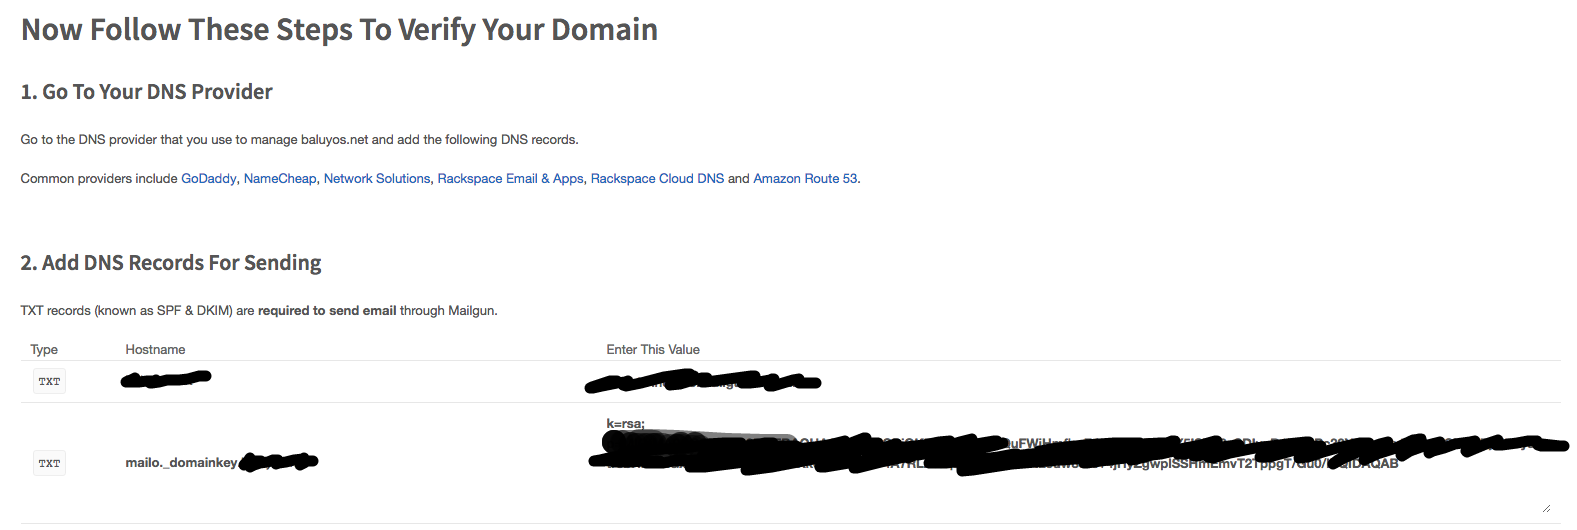 Now Follow These Steps To Verify Your Domain
1. Go To Your DNS Provider
Go to the DNS provider that you use to manage baluyos.net and add the following DNS records.
Common providers include GoDaddy, NameCheap, Network Solutions, Rackspace Email & Apps, Rackspace Cloud DNS and Amazon Route 53.
2. Add DNS Records For Sending
TXT records (known as SPF & DKIM) are required to send email through Mailgun.
Type Hostname Enter This Value
TXT
k=rsa;
TXT mailo._domainkey